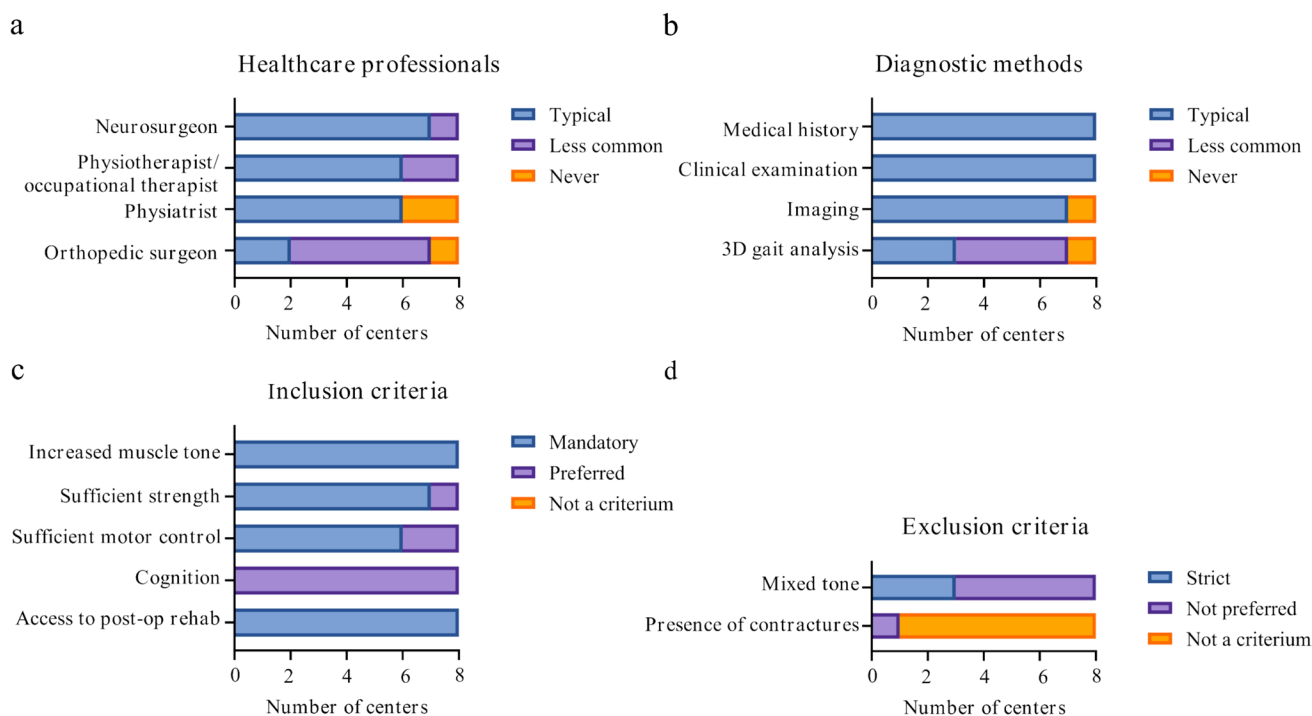 a
Healthcare professionals
Neurosurgeon
Physiotherapist/
occupational therapist
Physiatrist
Orthopedic surgeon
0 2 4 6 8
Number of centers
Typical
Less common
Never
b
Diagnostic methods
Medical history
Clinical examination
Imaging
3D gait analysis
0 2 4 6 8
Number of centers
Typical
Less common
Never
c
Inclusion criteria
Increased muscle tone
Sufficient strength
Sufficient motor control
Cognition
Access to post-op rehab
0 2 4 6 8
Number of centers
Mandatory
Preferred
Not a criterium
d
Exclusion criteria
Mixed tone
Presence of contractures
0 2 4 6 8
Number of centers
Strict
Not preferred
Not a criterium